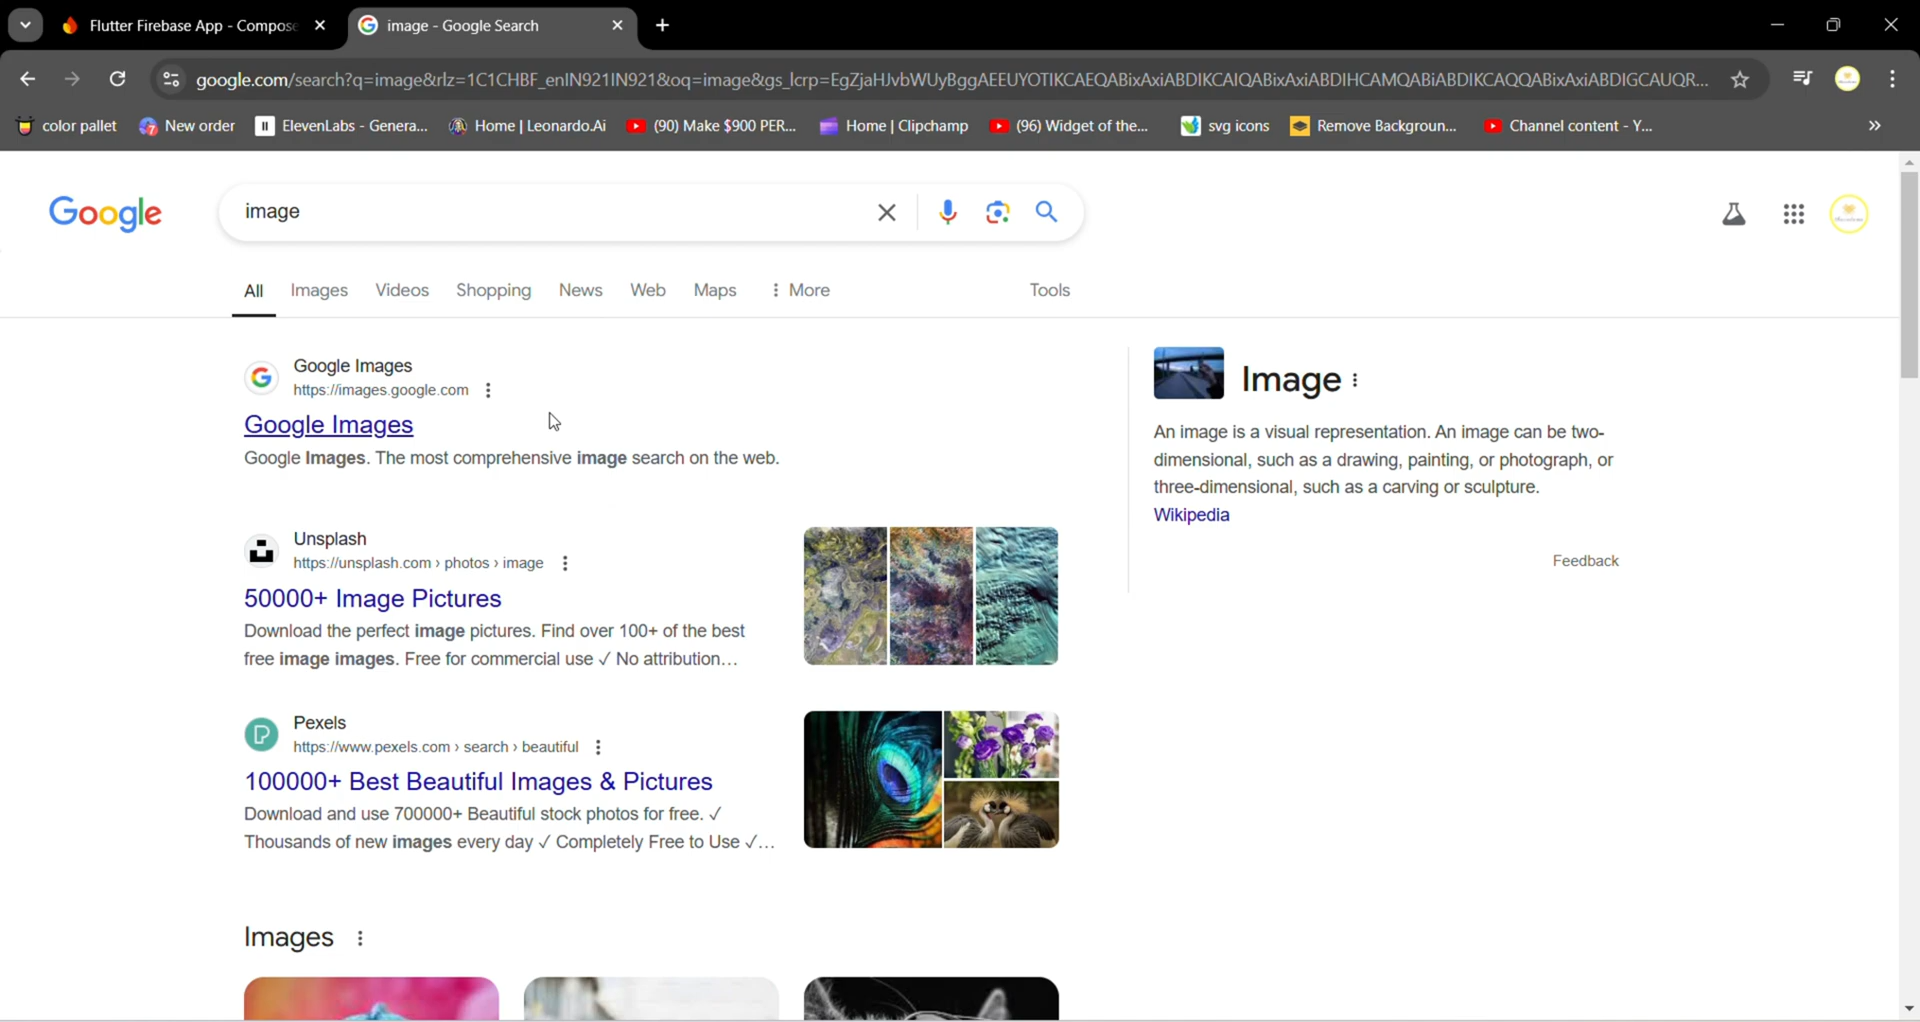 Flutter Firebase App - Compose
image - Google Search
google.com/search?q=image&rlz=1C1CHBF_enIN921IN921&oq=image&gs_lcrp=EgZjaHJvbWUyBggAEEUYOTIKCAEQABixAxiABDIKCAIQABixAxiABDIHCAMQABiABDIKCAQQABixAxiABDIGCAUQR...
color pallet
New order
ElevenLabs - Genera...
Home | Leonardo.Ai
(90) Make $900 PER...
Home | Clipchamp
(96) Widget of the...
svg icons
Remove Backgroun...
Channel content - Y...
Google
image
All Images Videos Shopping News Web Maps More Tools
Google Images
https://images.google.com
Google Images
Google Images. The most comprehensive image search on the web.
Unsplash
https://unsplash.com › photos › image
50000+ Image Pictures
Download the perfect image pictures. Find over 100+ of the best
free image images. Free for commercial use ✓ No attribution...
Pexels
https://www.pexels.com › search › beautiful
100000+ Best Beautiful Images & Pictures
Download and use 700000+ Beautiful stock photos for free. ✓
Thousands of new images every day ✓ Completely Free to Use ✓...
Images
Image
An image is a visual representation. An image can be two-
dimensional, such as a drawing, painting, or photograph, or
three-dimensional, such as a carving or sculpture.
Wikipedia
Feedback